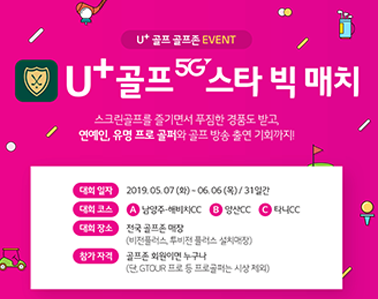 U⁺ 골프 골프존 EVENT
U⁺골프 5G 스타 빅 매치
스크린골프를 즐기면서 푸짐한 경품도 받고,
연예인, 유명 프로 골퍼와 골프 방송 출연 기회까지!
대회 일자 2019. 05. 07 (화) ~ 06. 06 (목) / 31일간
대회 코스 A 남양주-해비치CC B 양산CC C 타니CC
대회 장소 전국 골프존 매장
(비전플러스, 투비전 플러스 설치매장)
참가 자격 골프존 회원이면 누구나
(단, GTOUR 프로 등 프로골퍼는 시상 제외)